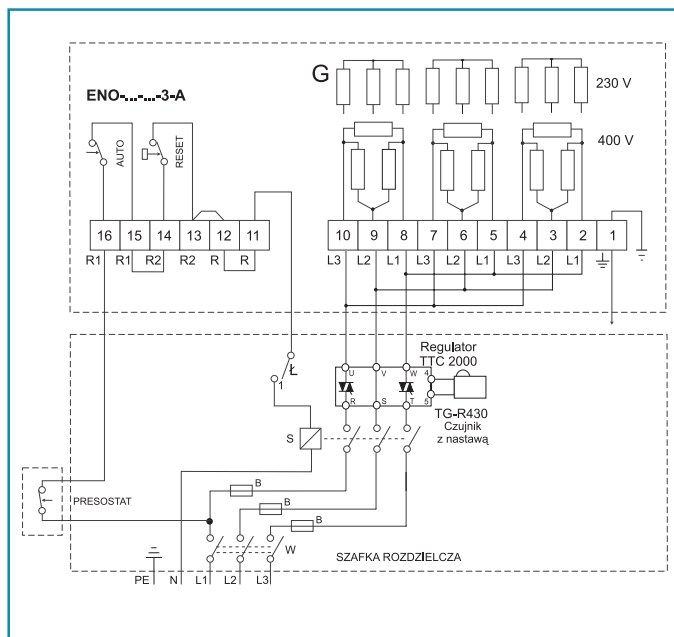 G
230 V
ENO-...-...-3-A
400 V
AUTO
RESET
16 15 14 13 12 11
10 9 8 7 6 5 4 3 2 1
R1 R1 R2 R2 R R
L3 L2 L1 L3 L2 L1 L3 L2 L1
Regulator
TTC 2000
Ł
1
U V W 4
R S T 5
TG-R430
Czujnik
z nastawą
S
B
PRESOSTAT
B
B
W
SZAFKA ROZDZIELCZA
PE N L1 L2 L3